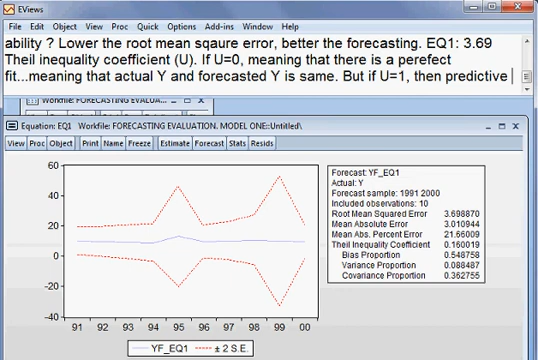 EViews
File Edit Object View Proc Quick Options Add-ins Window Help
ability ? Lower the root mean sqaure error, better the forecasting. EQ1: 3.69
Theil inequality coefficient (U). If U=0, meaning that there is a perefect
fit...meaning that actual Y and forecasted Y is same. But if U=1, then predictive
Workfile: FORECASTING EVALUATION. MODEL ONE::Untitled\
Equation: EQ1 Workfile: FORECASTING EVALUATION. MODEL ONE::Untitled\
View Proc Object Print Name Freeze Estimate Forecast Stats Resids
60
40
20
0
-20
-40
91 92 93 94 95 96 97 98 99 00
YF_EQ1 ± 2 S.E.
Forecast: YF_EQ1
Actual: Y
Forecast sample: 1991 2000
Included observations: 10
Root Mean Squared Error 3.698870
Mean Absolute Error 3.010944
Mean Abs. Percent Error 21.66009
Theil Inequality Coefficient 0.160019
Bias Proportion 0.548758
Variance Proportion 0.088487
Covariance Proportion 0.362755